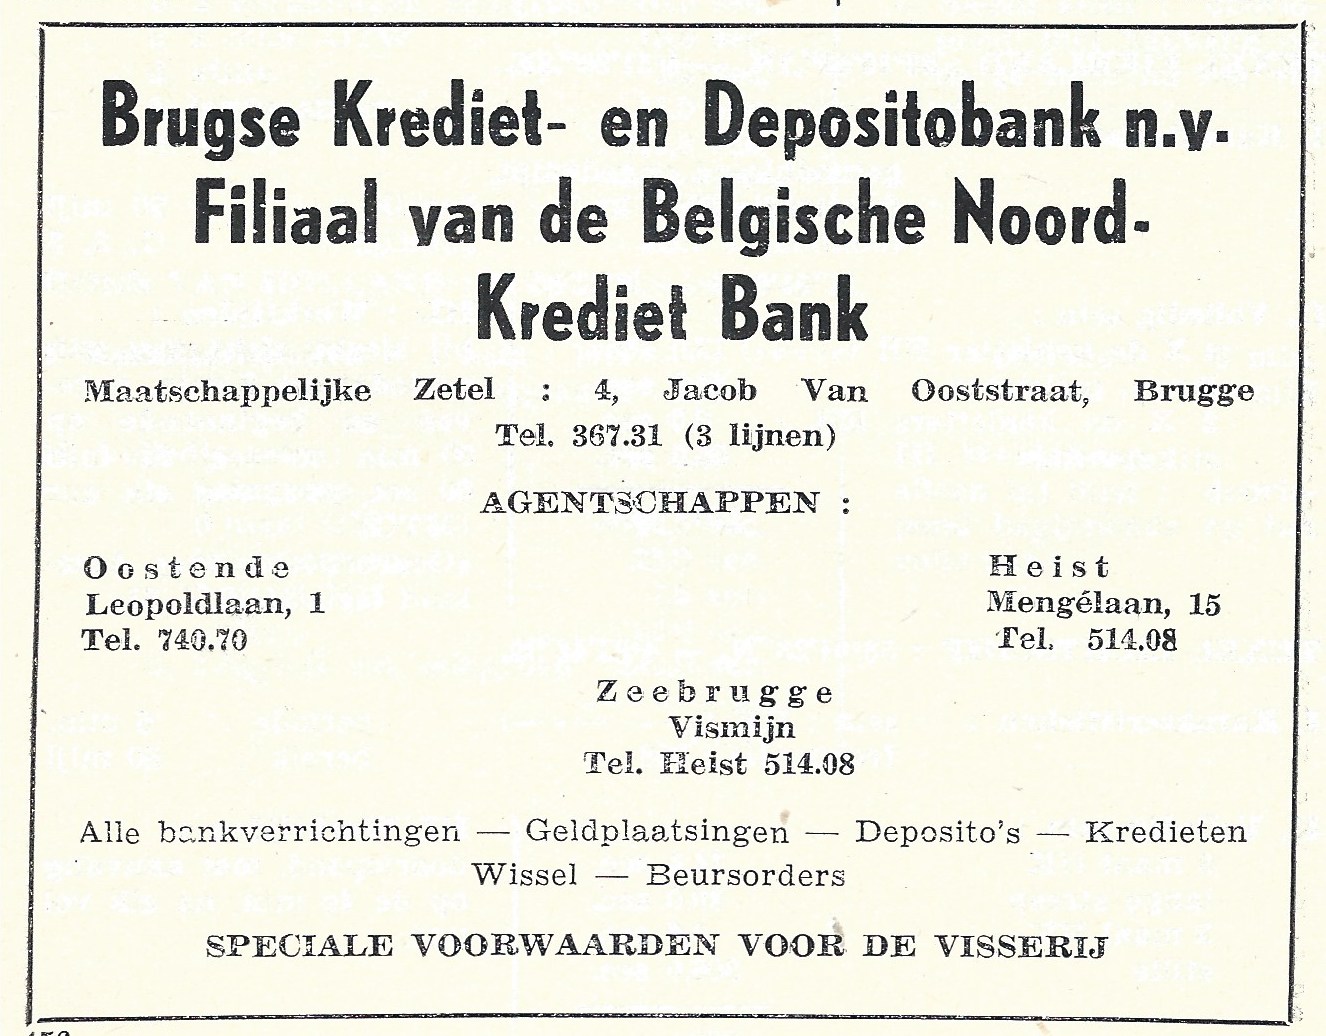 Brugse Krediet- en Depositobank n.v.
Filiaal van de Belgische Noord-
Krediet Bank
Maatschappelijke Zetel : 4, Jacob Van Ooststraat, Brugge
Tel. 367.31 (3 lijnen)
AGENTSCHAPPEN :
Oostende
Leopoldlaan, 1
Tel. 740.70
Heist
Mengélaan, 15
Tel. 514.08
Zeebrugge
Vismijn
Tel. Heist 514.08
Alle bankverrichtingen — Geldplaatsingen — Deposito's — Kredieten
Wissel — Beursorders
SPECIALE VOORWAARDEN VOOR DE VISSERIJ